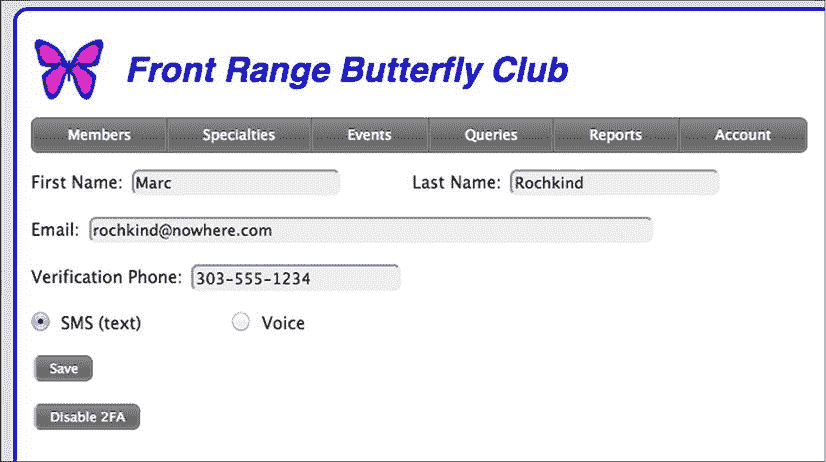 Front Range Butterfly Club
Members Specialties Events Queries Reports Account
First Name: Marc Last Name: Rochkind
Email: rochkind@nowhere.com
Verification Phone: 303-555-1234
SMS (text) Voice
Save
Disable 2FA